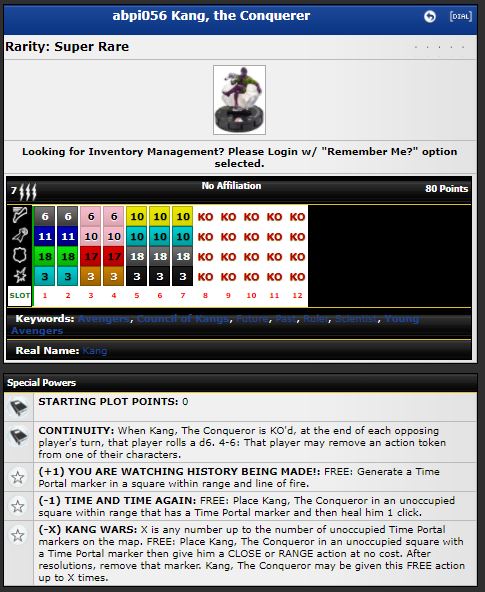 abpi056 Kang, the Conquerer
[DIAL]
Rarity: Super Rare
Looking for Inventory Management? Please Login w/ "Remember Me?" option
selected.
7 No Affiliation 80 Points
6 6 6 6 10 10 10 KO KO KO KO KO
11 11 10 10 10 10 10 KO KO KO KO KO
18 18 17 17 18 18 18 KO KO KO KO KO
3 3 3 3 3 3 3 KO KO KO KO KO
SLOT 1 2 3 4 5 6 7 8 9 10 11 12
Keywords: Avengers, Council of Kangs, Future, Past, Ruler, Scientist, Young
Avengers
Real Name: Kang
Special Powers
STARTING PLOT POINTS: 0
CONTINUITY: When Kang, The Conqueror is KO'd, at the end of each opposing
player's turn, that player rolls a d6. 4-6: That player may remove an action token
from one of their characters.
(+1) YOU ARE WATCHING HISTORY BEING MADE!: FREE: Generate a Time
Portal marker in a square within range and line of fire.
(-1) TIME AND TIME AGAIN: FREE: Place Kang, The Conqueror in an unoccupied
square within range that has a Time Portal marker and then heal him 1 click.
(-X) KANG WARS: X is any number up to the number of unoccupied Time Portal
markers on the map. FREE: Place Kang, The Conqueror in an unoccupied square with
a Time Portal marker then give him a CLOSE or RANGE action at no cost. After
resolutions, remove that marker. Kang, The Conqueror may be given this FREE action
up to X times.